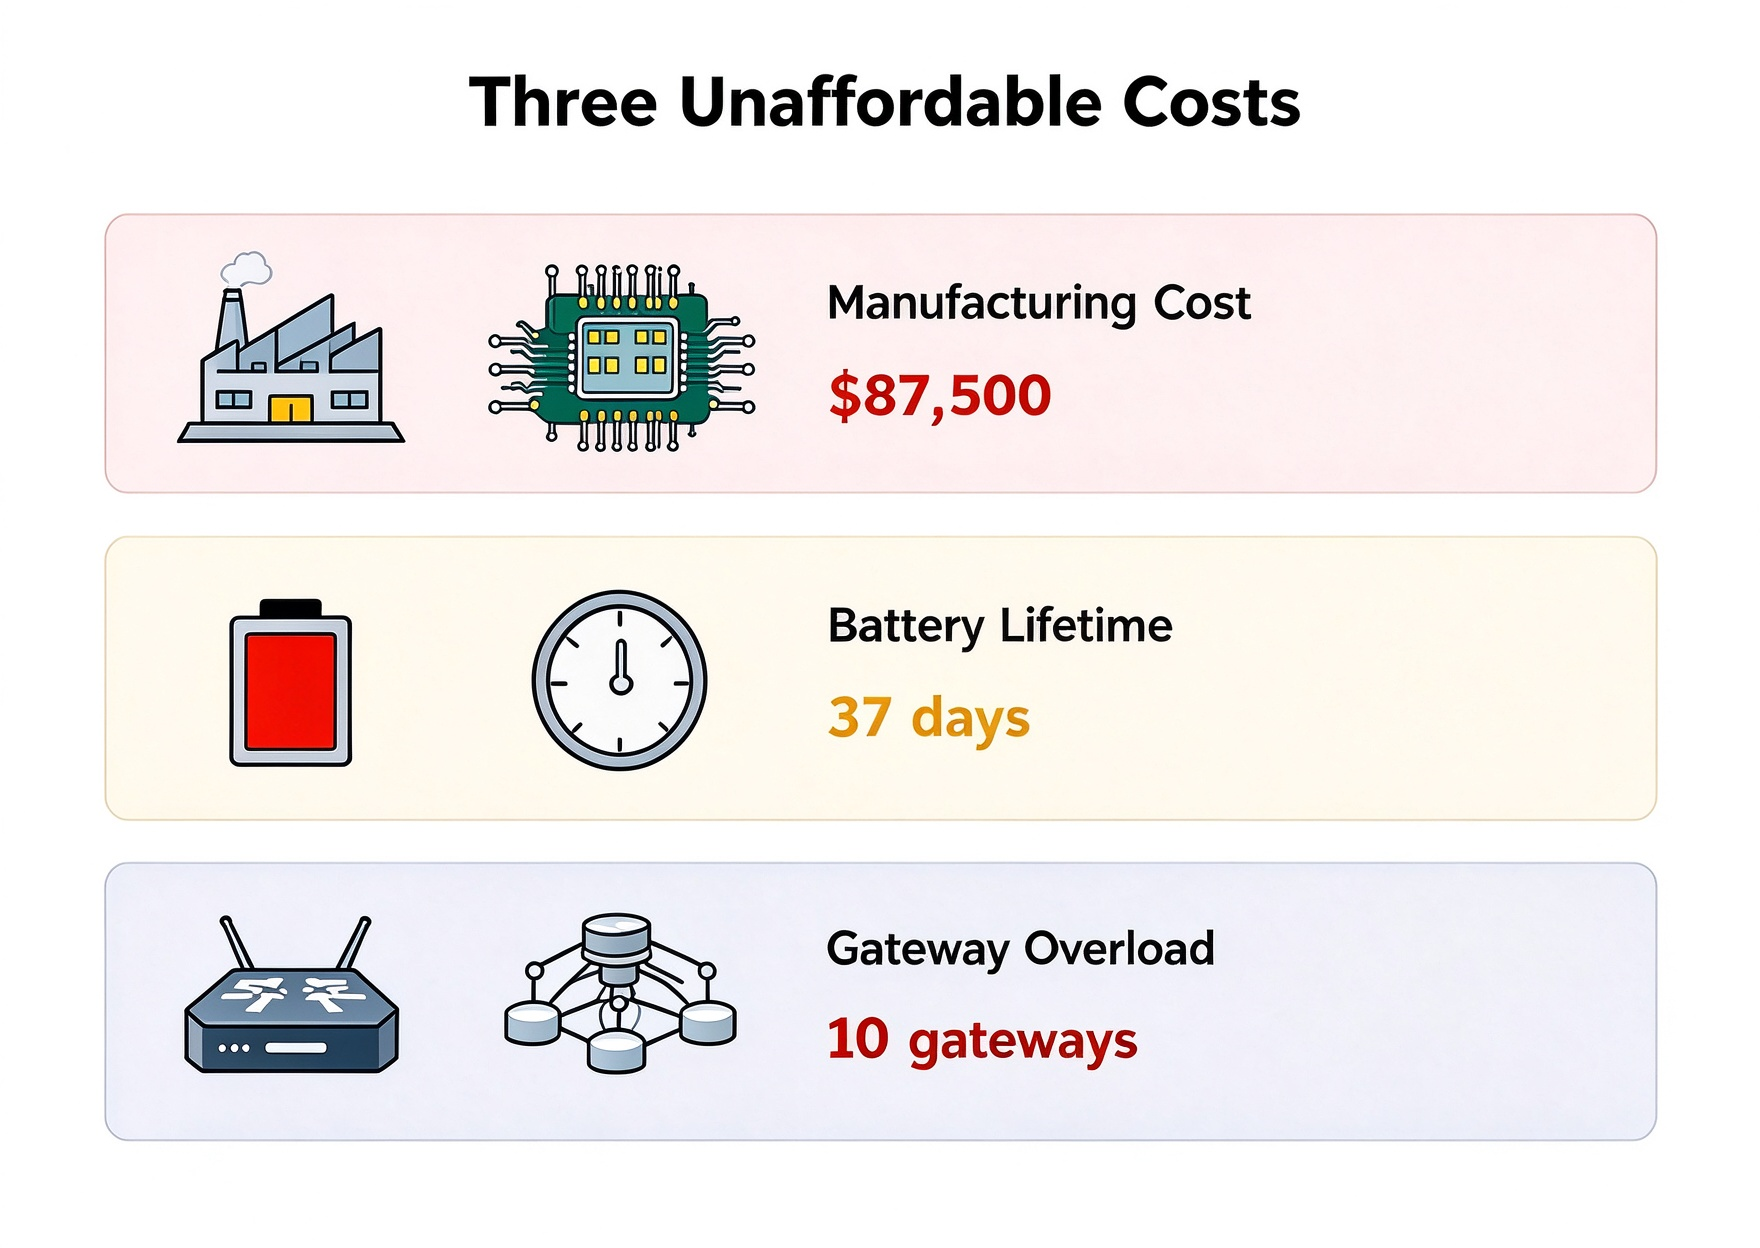 Three Unaffordable Costs
Manufacturing Cost
$87,500
Battery Lifetime
37 days
Gateway Overload
10 gateways